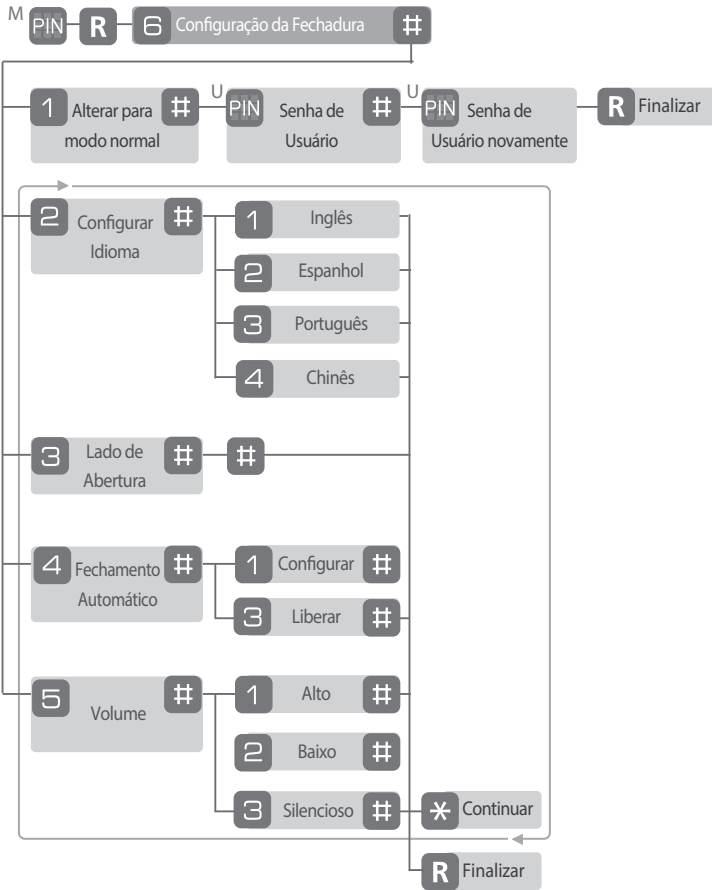 M PIN R 6 Configuração da Fechadura #
1 Alterar para modo normal # U PIN Senha de Usuário # U PIN Senha de Usuário novamente R Finalizar
2 Configurar Idioma # 1 Inglês
2 Espanhol
3 Português
4 Chinês
3 Lado de Abertura # #
4 Fechamento Automático # 1 Configurar #
3 Liberar #
5 Volume # 1 Alto #
2 Baixo #
3 Silencioso # * Continuar
R Finalizar